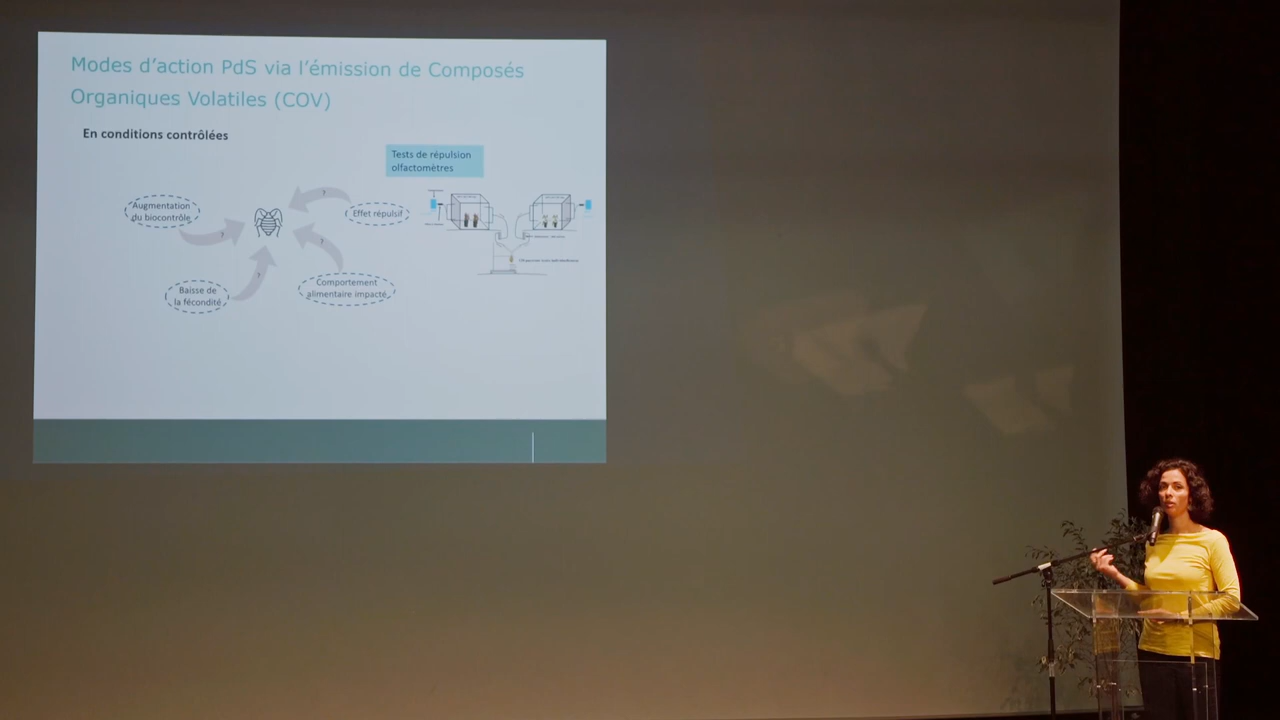 Modes d'action PdS via l'émission de Composés
Organiques Volatiles (COV)
En conditions contrôlées
Tests de répulsion
olfactomètres
Augmentation
du biocontrôle
?
Effet répulsif
?
?
?
Baisse de
la fécondité
Comportement
alimentaire impacté